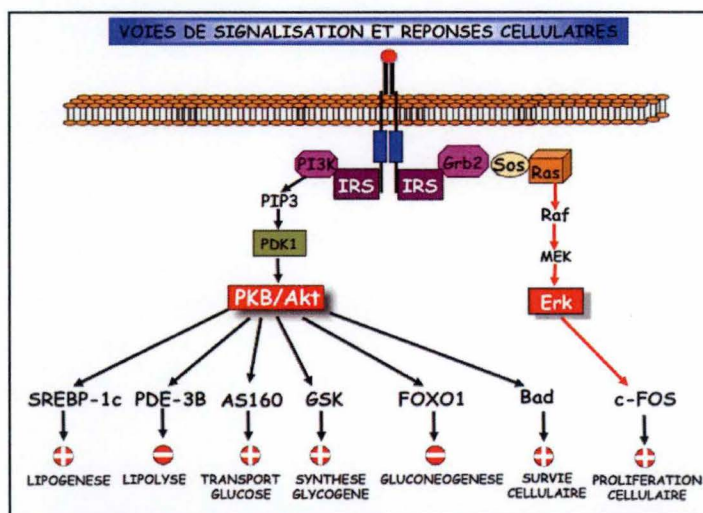 VOIES DE SIGNALISATION ET REPONSES CELLULAIRES
PI3K
IRS
IRS
Grb2
Sos
Ras
PIP3
Raf
PDK1
MEK
PKB/Akt
Erk
SREBP-1c PDE-3B AS160 GSK FOXO1 Bad c-FOS
LIPOGENESE
LIPOLYSE
TRANSPORT
GLUCOSE
SYNTHESE
GLYCOGENE
GLUCONEOGENESE
SURVIE
CELLULAIRE
PROLIFERATION
CELLULAIRE